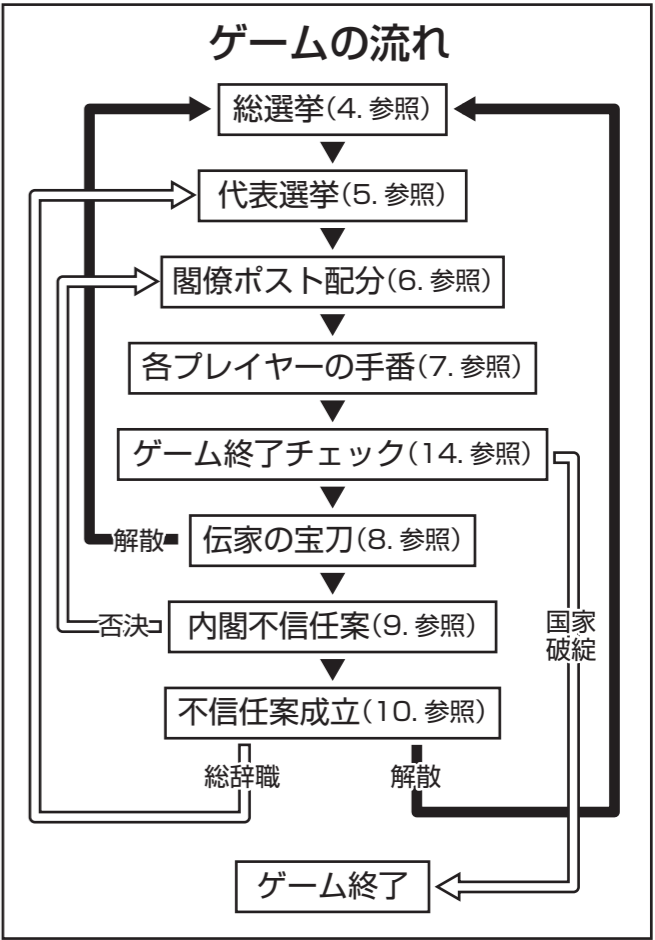 ゲームの流れ
総選挙(4. 参照)
代表選挙(5. 参照)
閣僚ポスト配分(6. 参照)
各プレイヤーの手番(7. 参照)
ゲーム終了チェック(14. 参照)
解散
伝家の宝刀(8. 参照)
否決
内閣不信任案(9. 参照)
国家
破綻
不信任案成立(10. 参照)
総辞職
解散
ゲーム終了